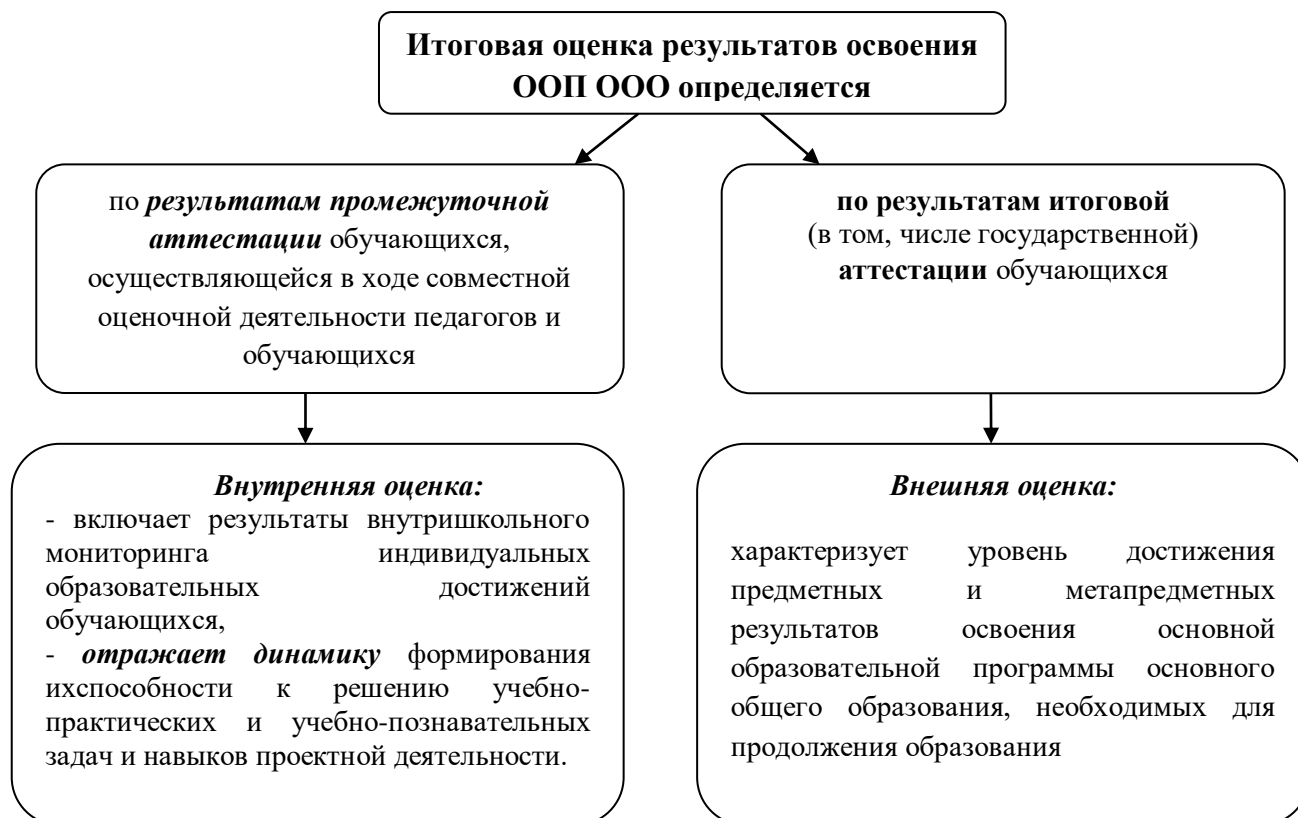 Итоговая оценка результатов освоения
ООП ООО определяется
по результатам промежуточной
аттестации обучающихся,
осуществляющейся в ходе совместной
оценочной деятельности педагогов и
обучающихся
по результатам итоговой
(в том, числе государственной)
аттестации обучающихся
Внутренняя оценка:
- включает результаты внутришкольного
мониторинга индивидуальных
образовательных достижений
обучающихся,
- отражает динамику формирования
ихспособности к решению учебно-
практических и учебно-познавательных
задач и навыков проектной деятельности.
Внешняя оценка:
характеризует уровень достижения
предметных и метапредметных
результатов освоения основной
образовательной программы основного
общего образования, необходимых для
продолжения образования